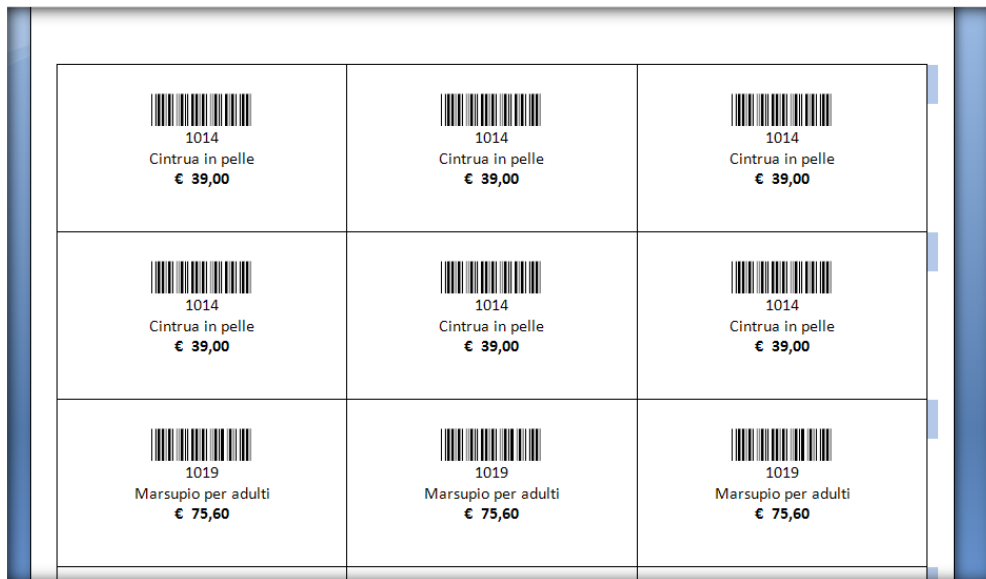 1014
Cintrua in pelle
€ 39,00
1014
Cintrua in pelle
€ 39,00
1014
Cintrua in pelle
€ 39,00
1014
Cintrua in pelle
€ 39,00
1014
Cintrua in pelle
€ 39,00
1014
Cintrua in pelle
€ 39,00
1019
Marsupio per adulti
€ 75,60
1019
Marsupio per adulti
€ 75,60
1019
Marsupio per adulti
€ 75,60